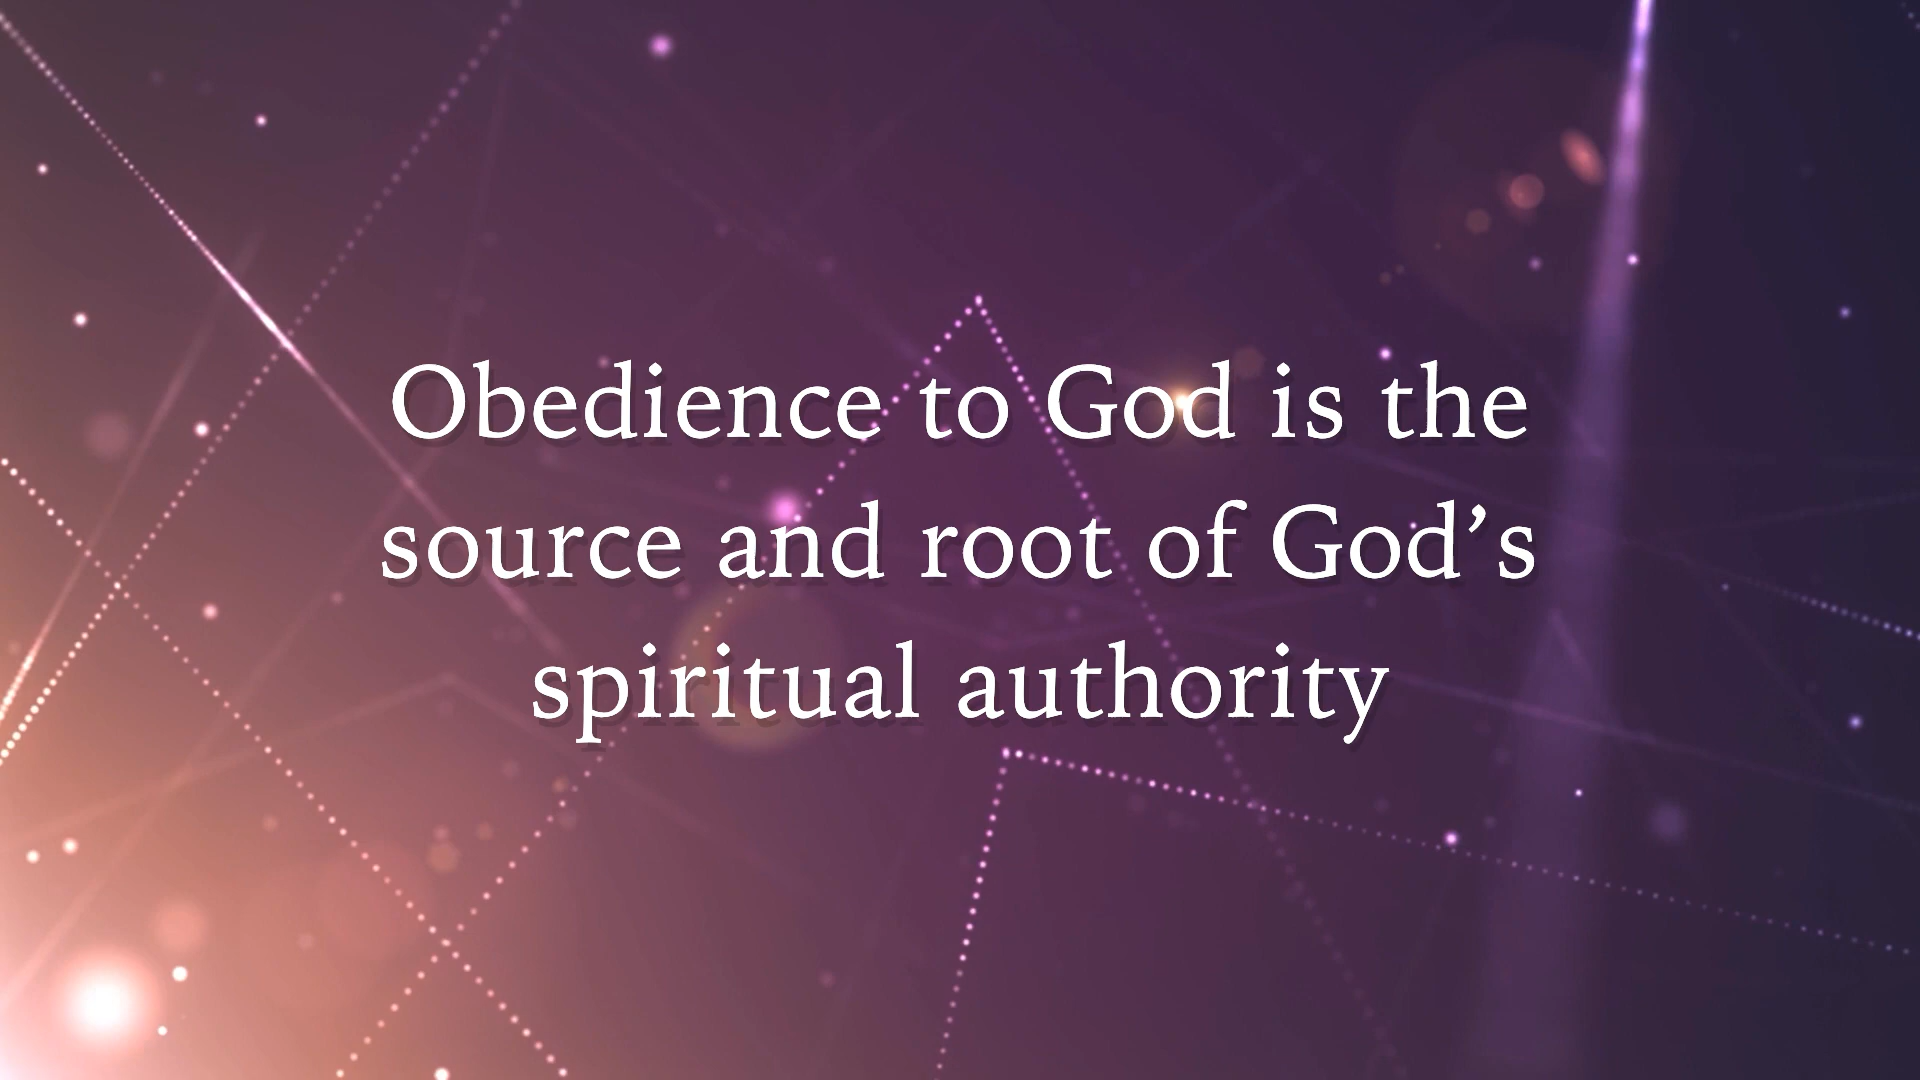 Obedience to God is the
source and root of God’s
spiritual authority